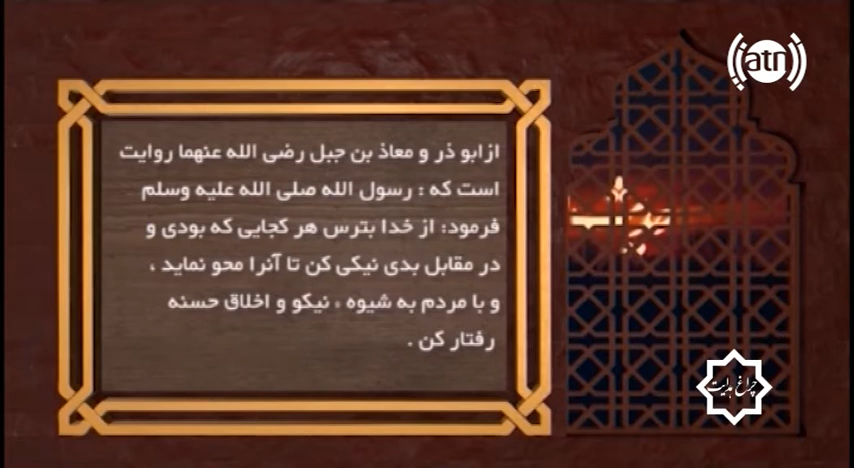 atn
ازابو ذر و معاذ بن جبل رضی الله عنهما روایت
است که : رسول الله صلی الله علیه وسلم
فرمود: از خدا بترس هر کجایی که بودی و
در مقابل بدی نیکی کن تا آنرا محو نماید ،
و با مردم به شیوه ء نیکو و اخلاق حسنه
رفتار کن .
چراغ هدایت